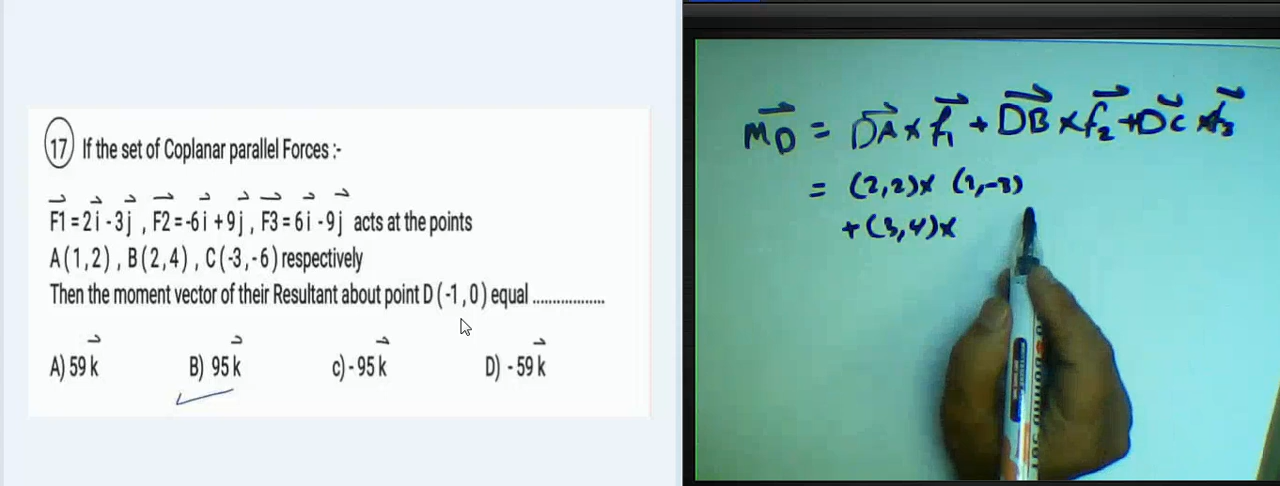 17 If the set of Coplanar parallel Forces :-
F1 = 2i - 3j , F2 = -6i + 9j , F3 = 6i - 9j acts at the points
A(1,2) , B(2,4) , C(-3,-6) respectively
Then the moment vector of their Resultant about point D (-1,0) equal ..................
A) 59 k B) 95 k c) - 95 k D) - 59 k
MD = DA × f1 + DB × f2 + DC × f3
= (2,2) × (2,-3)
+ (3,4) ×